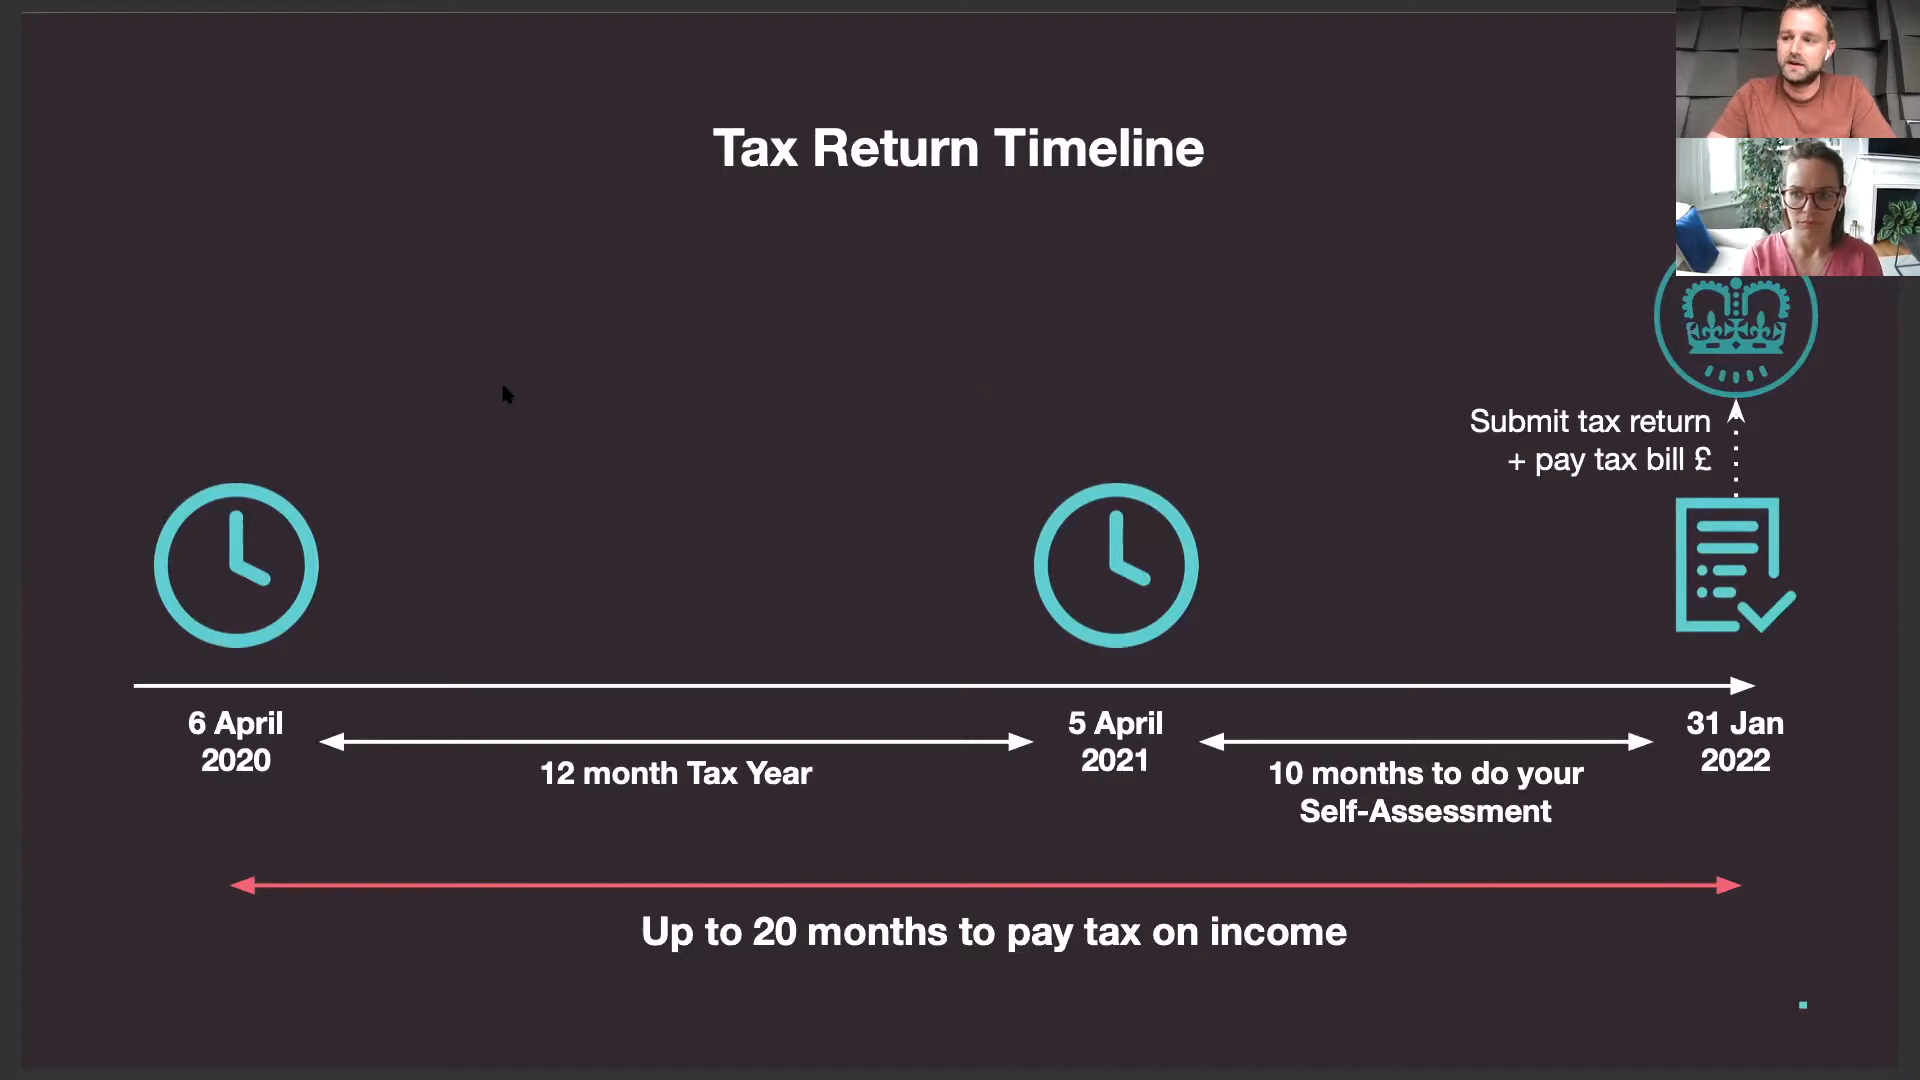 Tax Return Timeline
Submit tax return
+ pay tax bill £
6 April
2020
12 month Tax Year
5 April
2021
10 months to do your
Self-Assessment
31 Jan
2022
Up to 20 months to pay tax on income